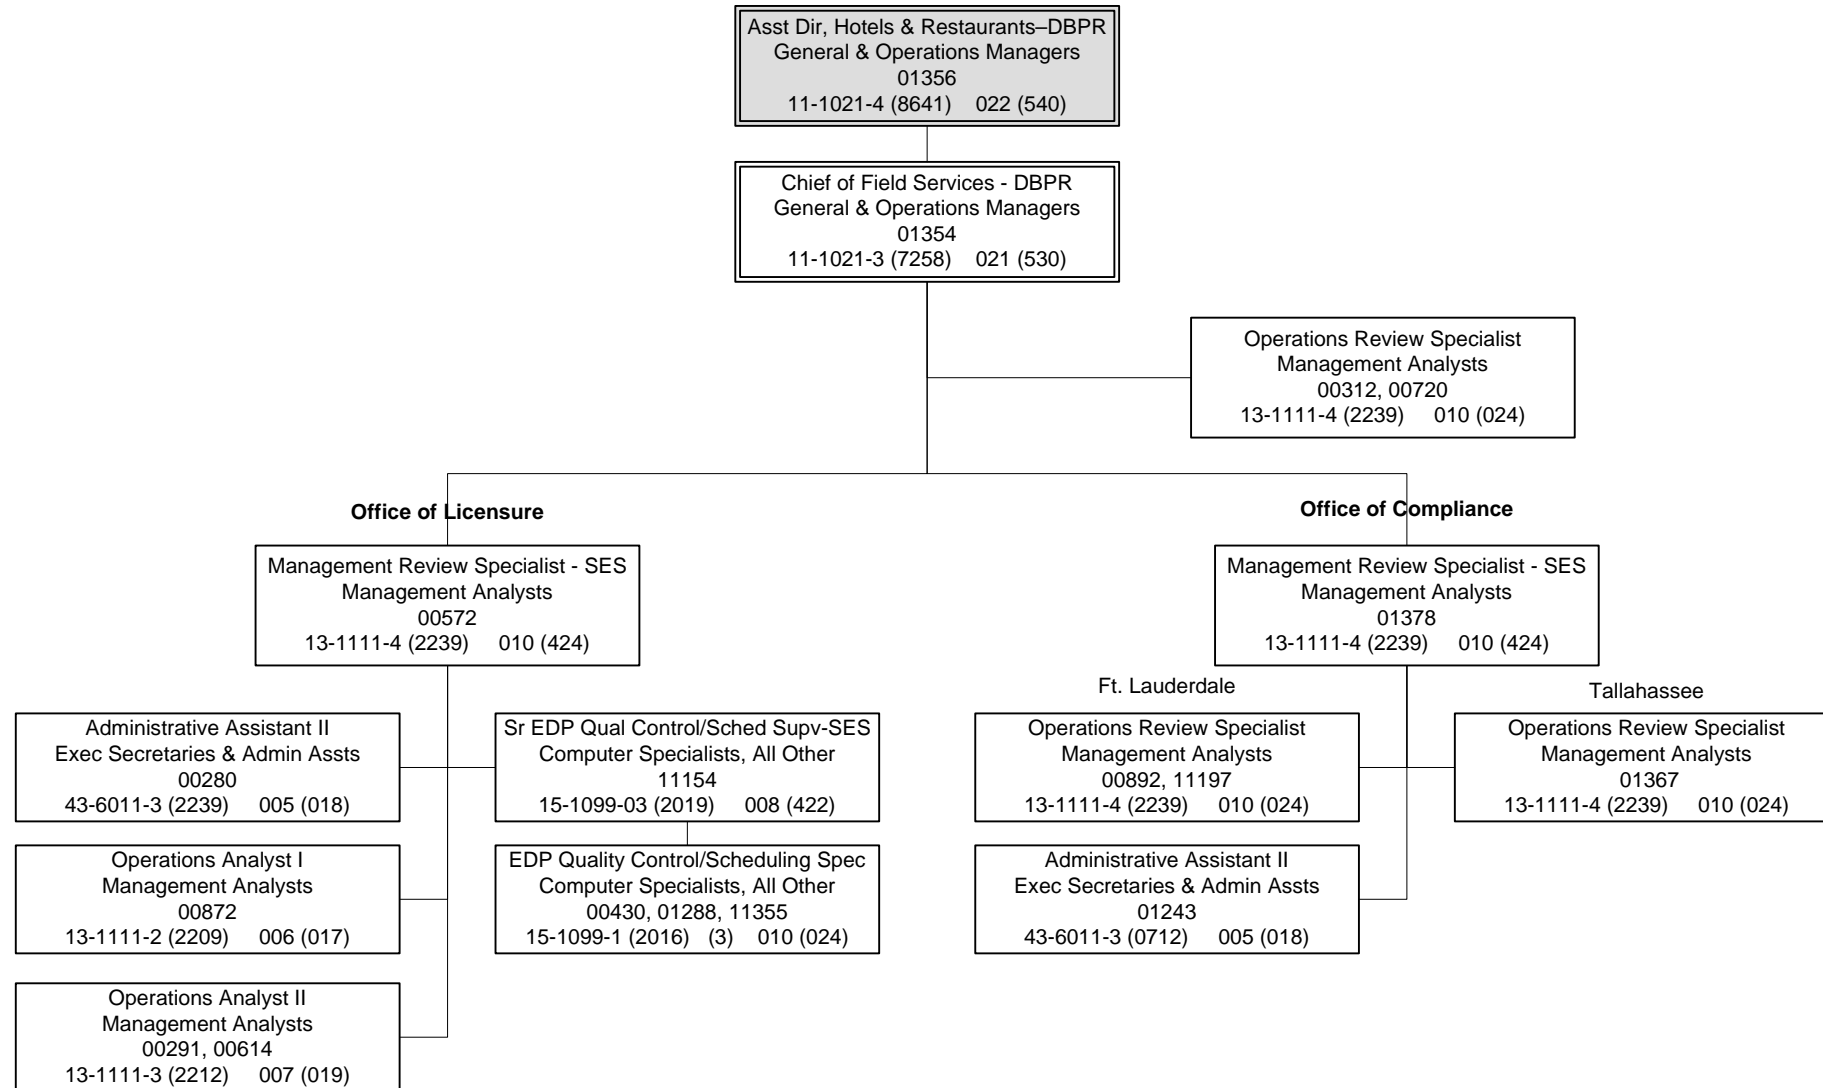 Asst Dir, Hotels & Restaurants–DBPR
General & Operations Managers
01356
11-1021-4 (8641) 022 (540)
Chief of Field Services - DBPR
General & Operations Managers
01354
11-1021-3 (7258) 021 (530)
Operations Review Specialist
Management Analysts
00312, 00720
13-1111-4 (2239) 010 (024)
Office of Licensure
Management Review Specialist - SES
Management Analysts
00572
13-1111-4 (2239) 010 (424)
Administrative Assistant II
Exec Secretaries & Admin Assts
00280
43-6011-3 (2239) 005 (018)
Sr EDP Qual Control/Sched Supv-SES
Computer Specialists, All Other
11154
15-1099-03 (2019) 008 (422)
Operations Analyst I
Management Analysts
00872
13-1111-2 (2209) 006 (017)
EDP Quality Control/Scheduling Spec
Computer Specialists, All Other
00430, 01288, 11355
15-1099-1 (2016) (3) 010 (024)
Operations Analyst II
Management Analysts
00291, 00614
13-1111-3 (2212) 007 (019)
Office of Compliance
Management Review Specialist - SES
Management Analysts
01378
13-1111-4 (2239) 010 (424)
Ft. Lauderdale
Operations Review Specialist
Management Analysts
00892, 11197
13-1111-4 (2239) 010 (024)
Tallahassee
Operations Review Specialist
Management Analysts
01367
13-1111-4 (2239) 010 (024)
Administrative Assistant II
Exec Secretaries & Admin Assts
01243
43-6011-3 (0712) 005 (018)